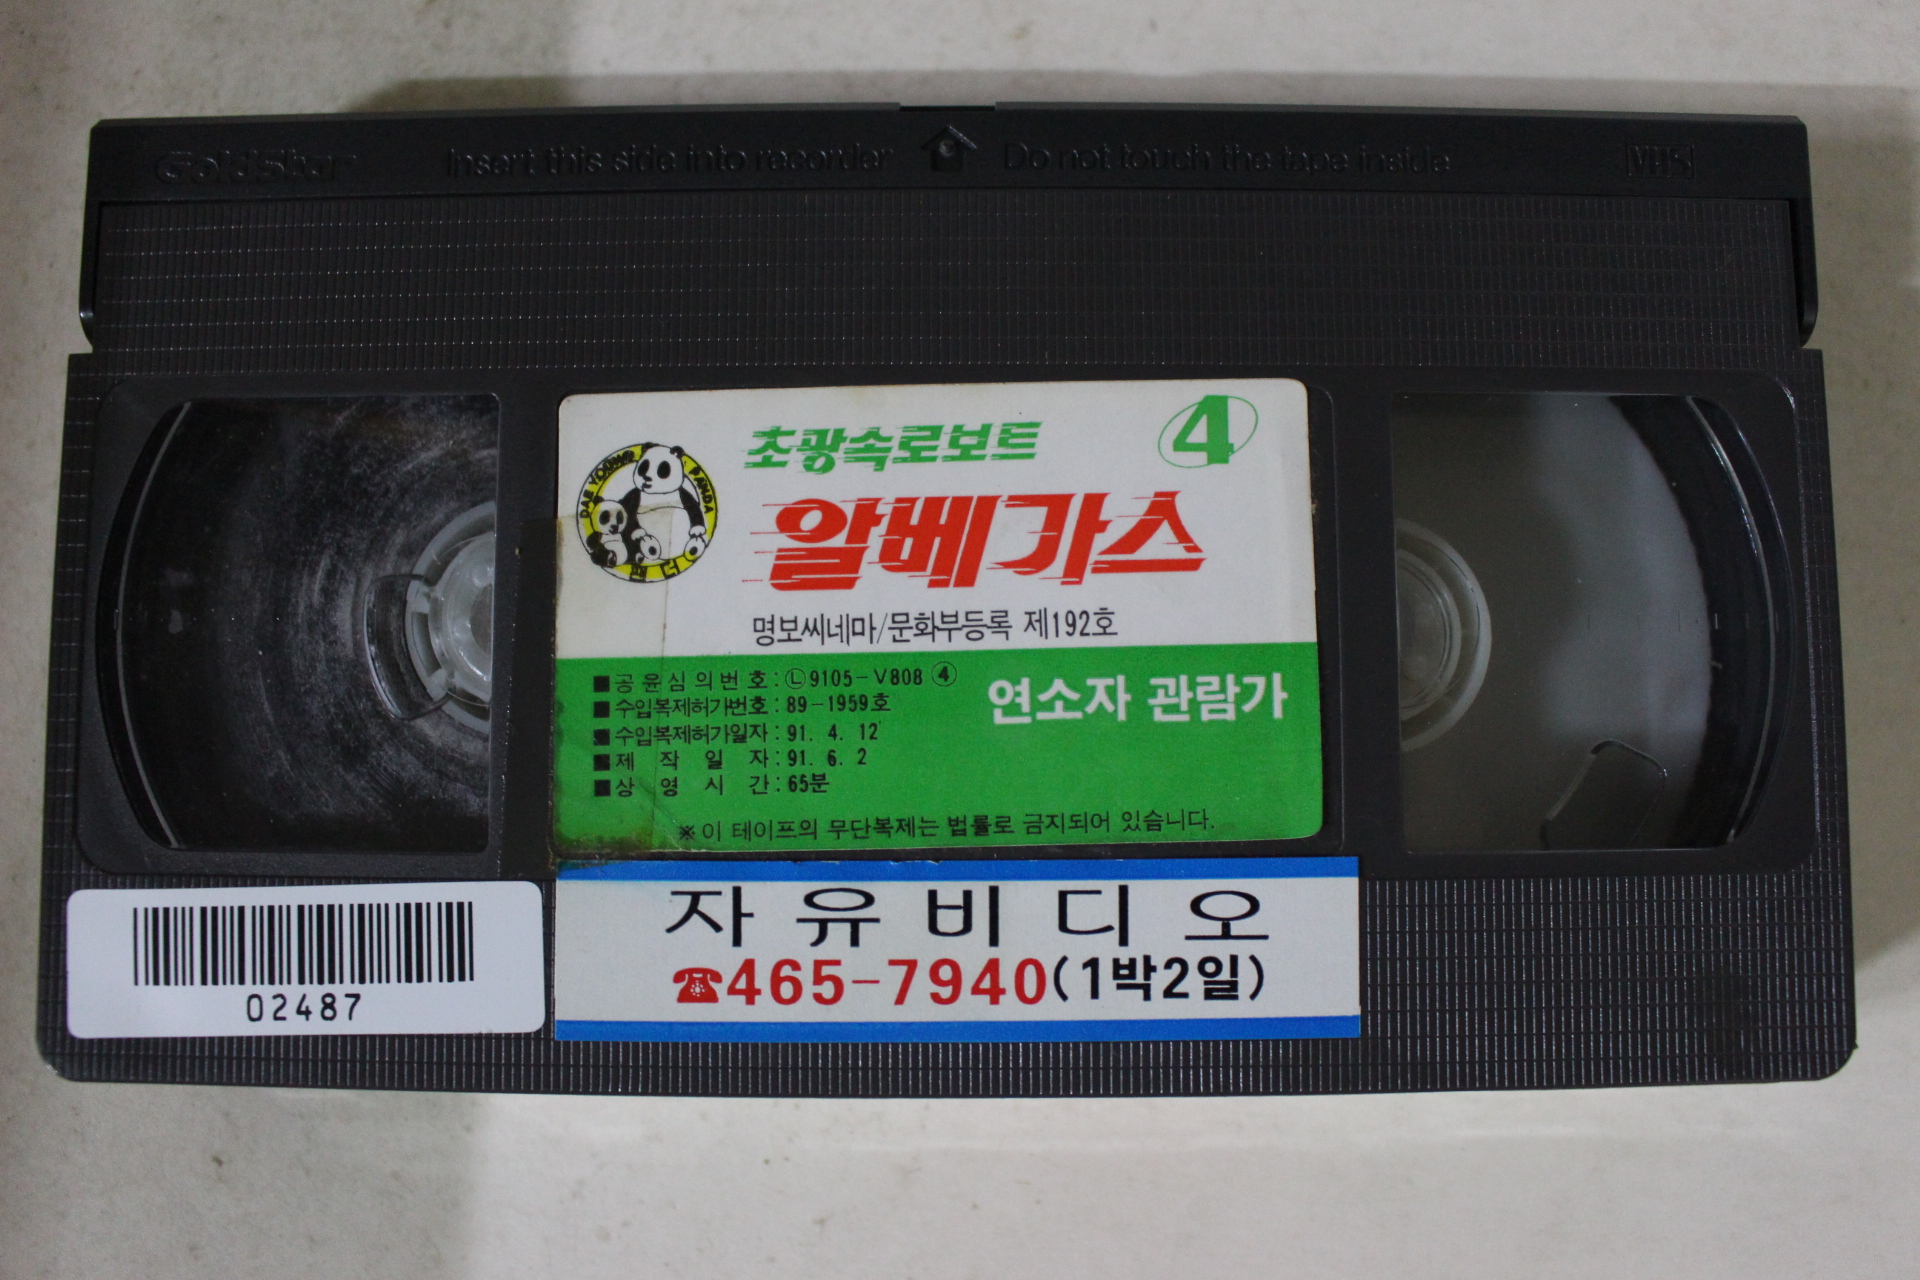 GoldStar Insert this side into recorder Do not touch the tape inside VHS
초광속로보트 4
알베가스
DAE YOUNG PANDA
팬더
명보씨네마/문화부등록 제192호
■공윤심의번호:Ⓛ9105-V808 ④
연소자 관람가
■수입복제허가번호:89-1959호
■수입복제허가일자:91. 4. 12
■제 작 일 자:91. 6. 2
■상 영 시 간:65분
※이 테이프의 무단복제는 법률로 금지되어 있습니다.
자유비디오
☎465-7940(1박2일)
02487